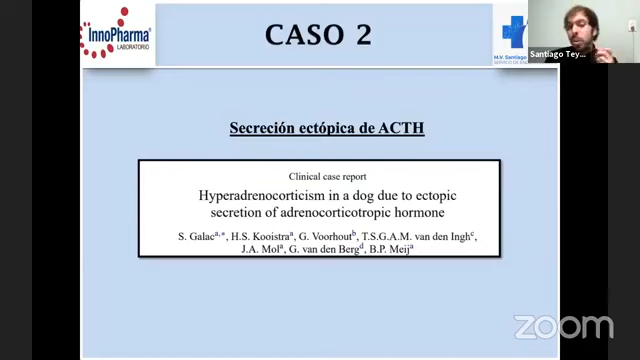 InnoPharma
LABORATORIO
CASO 2
M.V. Santiago
Santiago Tey...
Secreción ectópica de ACTH
Clinical case report
Hyperadrenocorticism in a dog due to ectopic
secretion of adrenocorticotropic hormone
S. Galac a,*, H.S. Kooistra a, G. Voorhout b, T.S.G.A.M. van den Ingh c,
J.A. Mol a, G. van den Berg d, B.P. Meij a
zoom